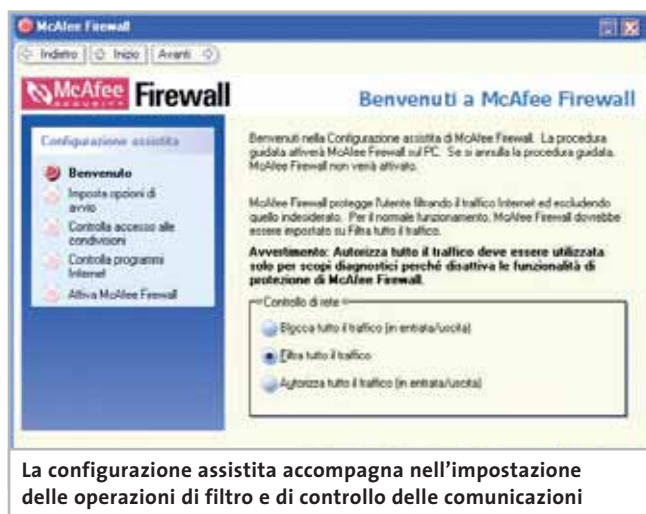 McAfee Firewall
Indietro Inizio Avanti
McAfee Firewall
SECURITY
Benvenuti a McAfee Firewall
Configurazione assistita
Benvenuto
Imposta opzioni di
avvio
Controlla accesso alle
condivisioni
Controlla programmi
Internet
Attiva McAfee Firewall
Benvenuti nella Configurazione assistita di McAfee Firewall. La procedura
guidata attiverà McAfee Firewall sul PC. Se si annulla la procedura guidata,
McAfee Firewall non verrà attivato.
McAfee Firewall protegge l'utente filtrando il traffico Internet ed escludendo
quello indesiderato. Per il normale funzionamento, McAfee Firewall dovrebbe
essere impostato su Filtra tutto il traffico.
Avvertimento: Autorizza tutto il traffico deve essere utilizzata
solo per scopi diagnostici perché disattiva le funzionalità di
protezione di McAfee Firewall.
Controllo di rete
Blocca tutto il traffico (in entrata/uscita)
Filtra tutto il traffico
Autorizza tutto il traffico (in entrata/uscita)
La configurazione assistita accompagna nell'impostazione
delle operazioni di filtro e di controllo delle comunicazioni